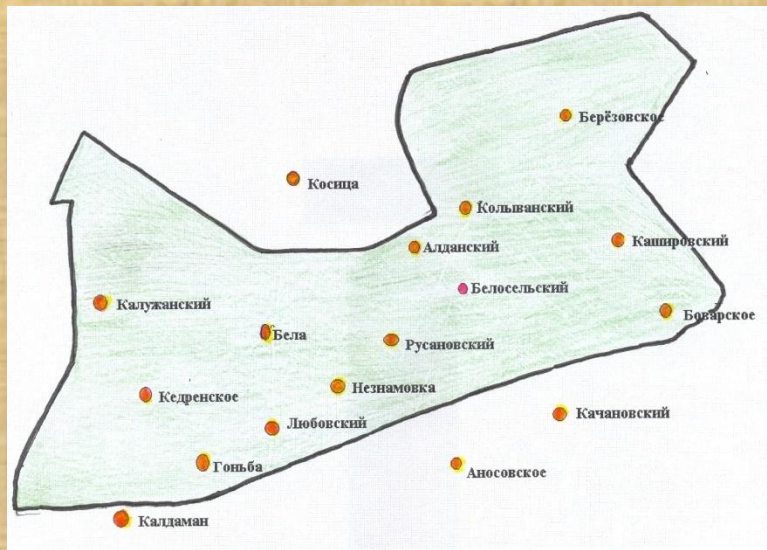 Берёзовское
Косица
Колыванский
Алданский
Кашировский
Белосельский
Калужанский
Боварское
Бела
Русановский
Незнамовка
Кедренское
Качановский
Любовский
Гоньба
Аносовское
Калдаман